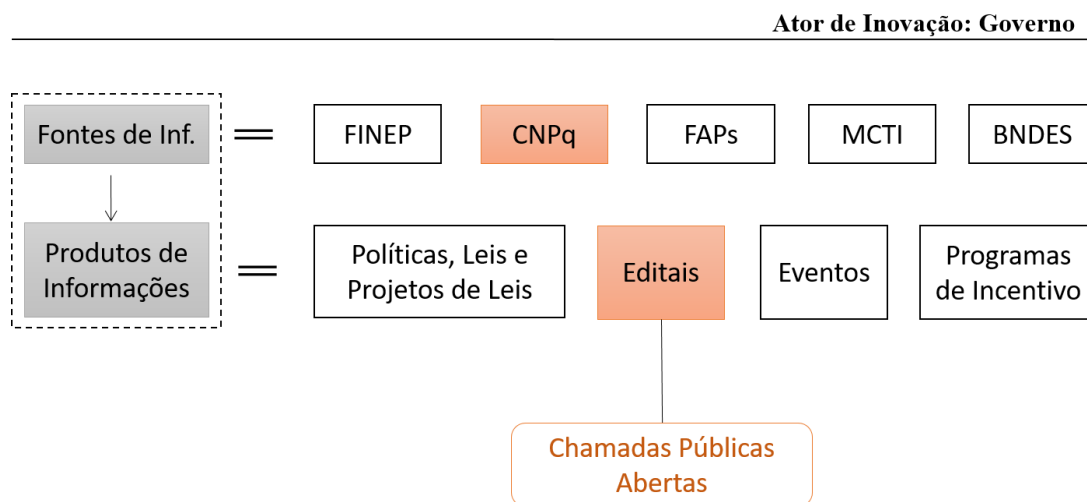 Ator de Inovação: Governo
Fontes de Inf.
FINEP
CNPq
FAPs
MCTI
BNDES
Produtos de
Informações
Políticas, Leis e
Projetos de Leis
Editais
Eventos
Programas
de Incentivo
Chamadas Públicas
Abertas